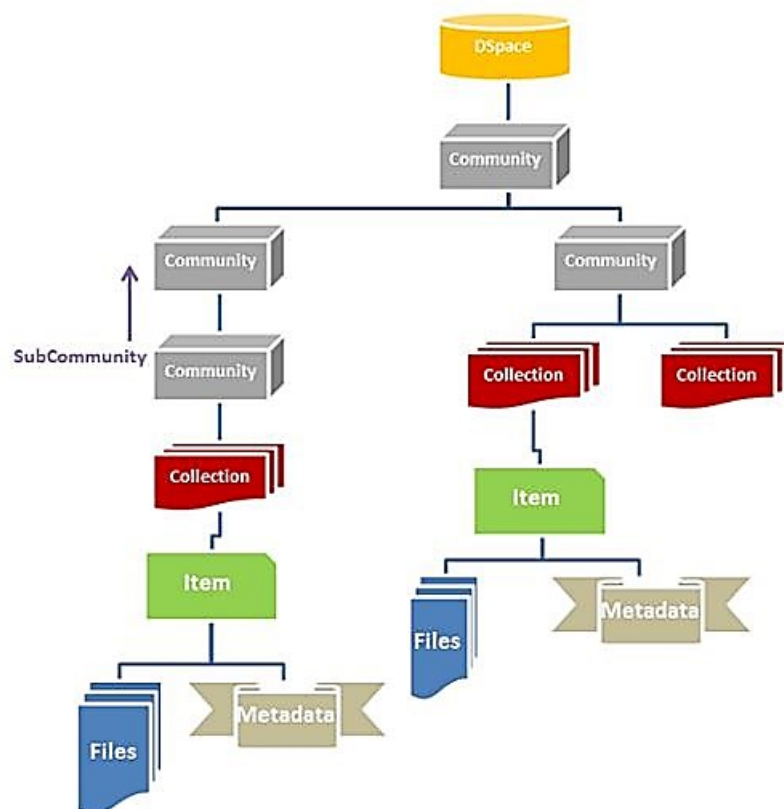 DSpace
Community
Community
Community
SubCommunity
Community
Collection
Collection
Collection
Item
Item
Files
Metadata
Files
Metadata